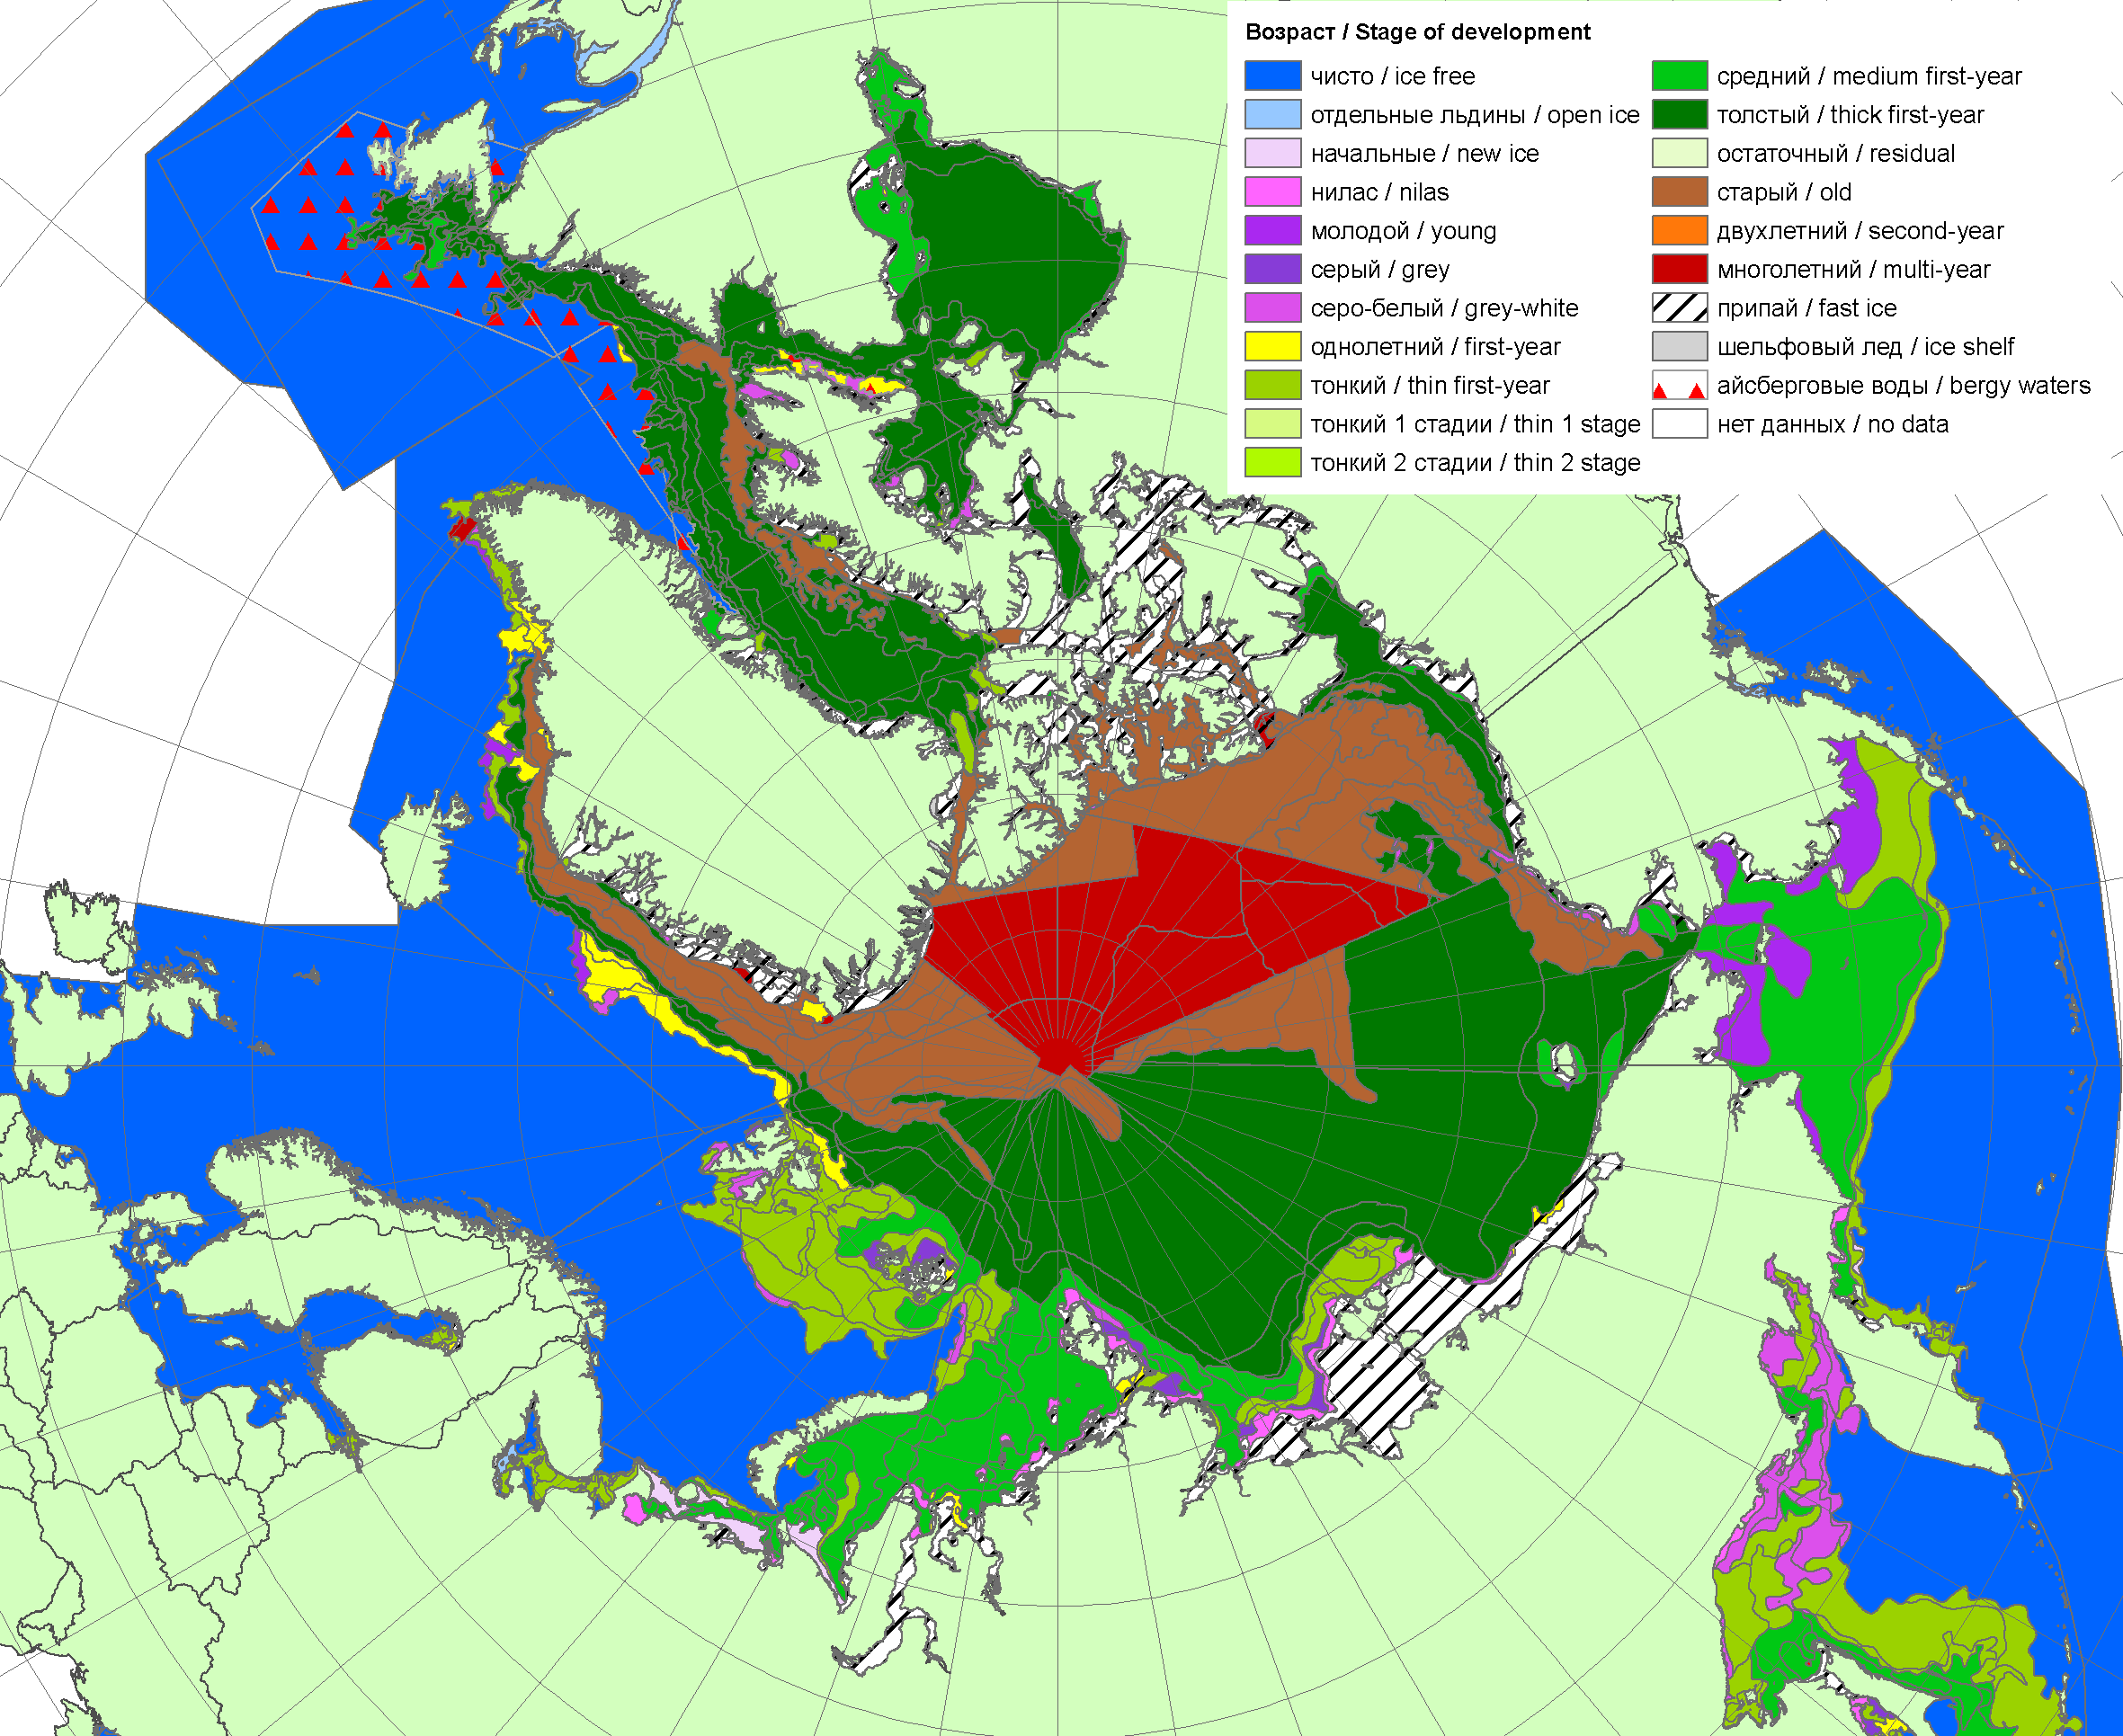 Возраст / Stage of development
чисто / ice free
отдельные льдины / open ice
начальные / new ice
нилас / nilas
молодой / young
серый / grey
серо-белый / grey-white
однолетний / first-year
тонкий / thin first-year
тонкий 1 стадии / thin 1 stage
тонкий 2 стадии / thin 2 stage
средний / medium first-year
толстый / thick first-year
остаточный / residual
старый / old
двухлетний / second-year
многолетний / multi-year
припай / fast ice
шельфовый лед / ice shelf
айсберговые воды / bergy waters
нет данных / no data